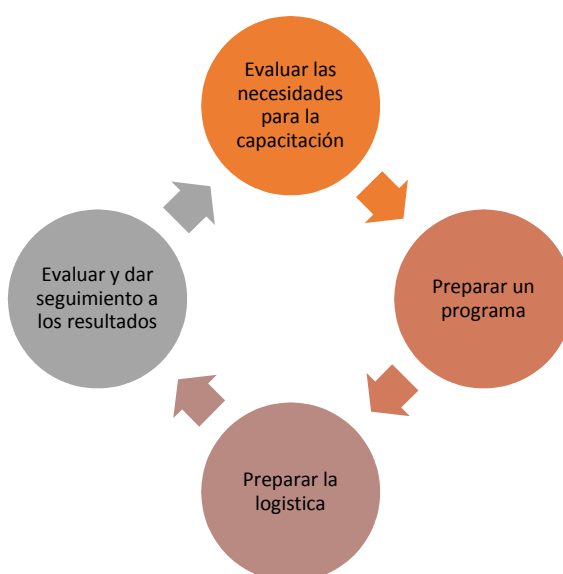 Evaluar las
necesidades
para la
capacitación
Preparar un
programa
Preparar la
logistica
Evaluar y dar
seguimiento a
los resultados